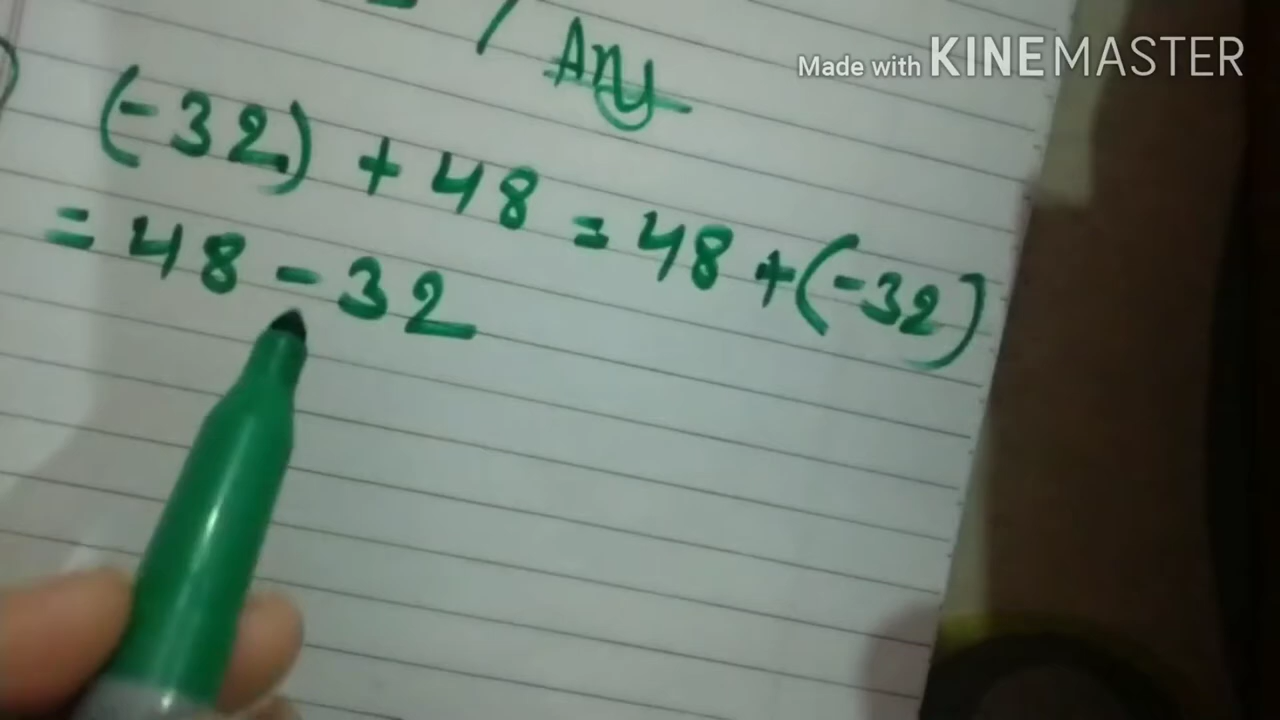 Made with KINEMASTER
Any
(-32) + 48 = 48 + (-32)
= 48 - 32